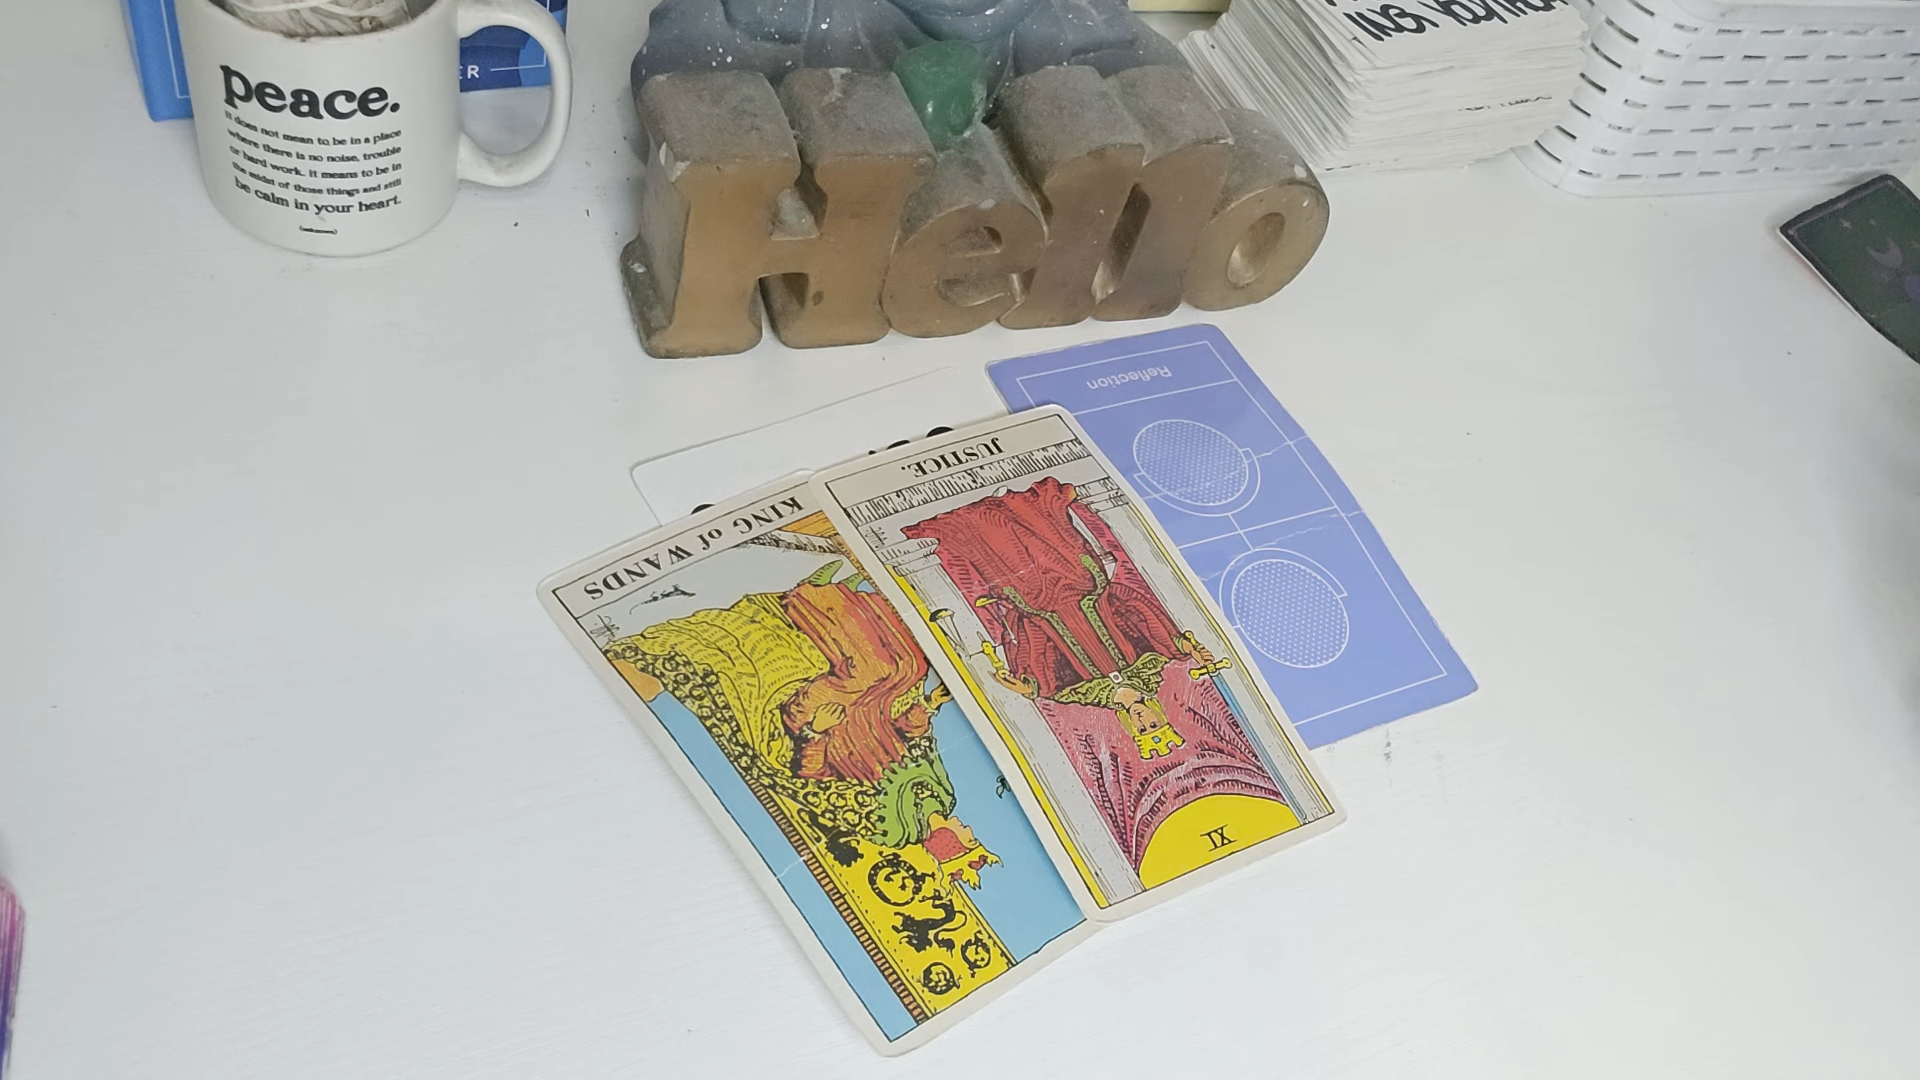 peace.
it does not mean to be in a place
where there is no noise, trouble
or hard work. it means to be in
the midst of those things and still
be calm in your heart.
(unknown)
ER
Hello
Reflection
JUSTICE.
XI
KING of WANDS